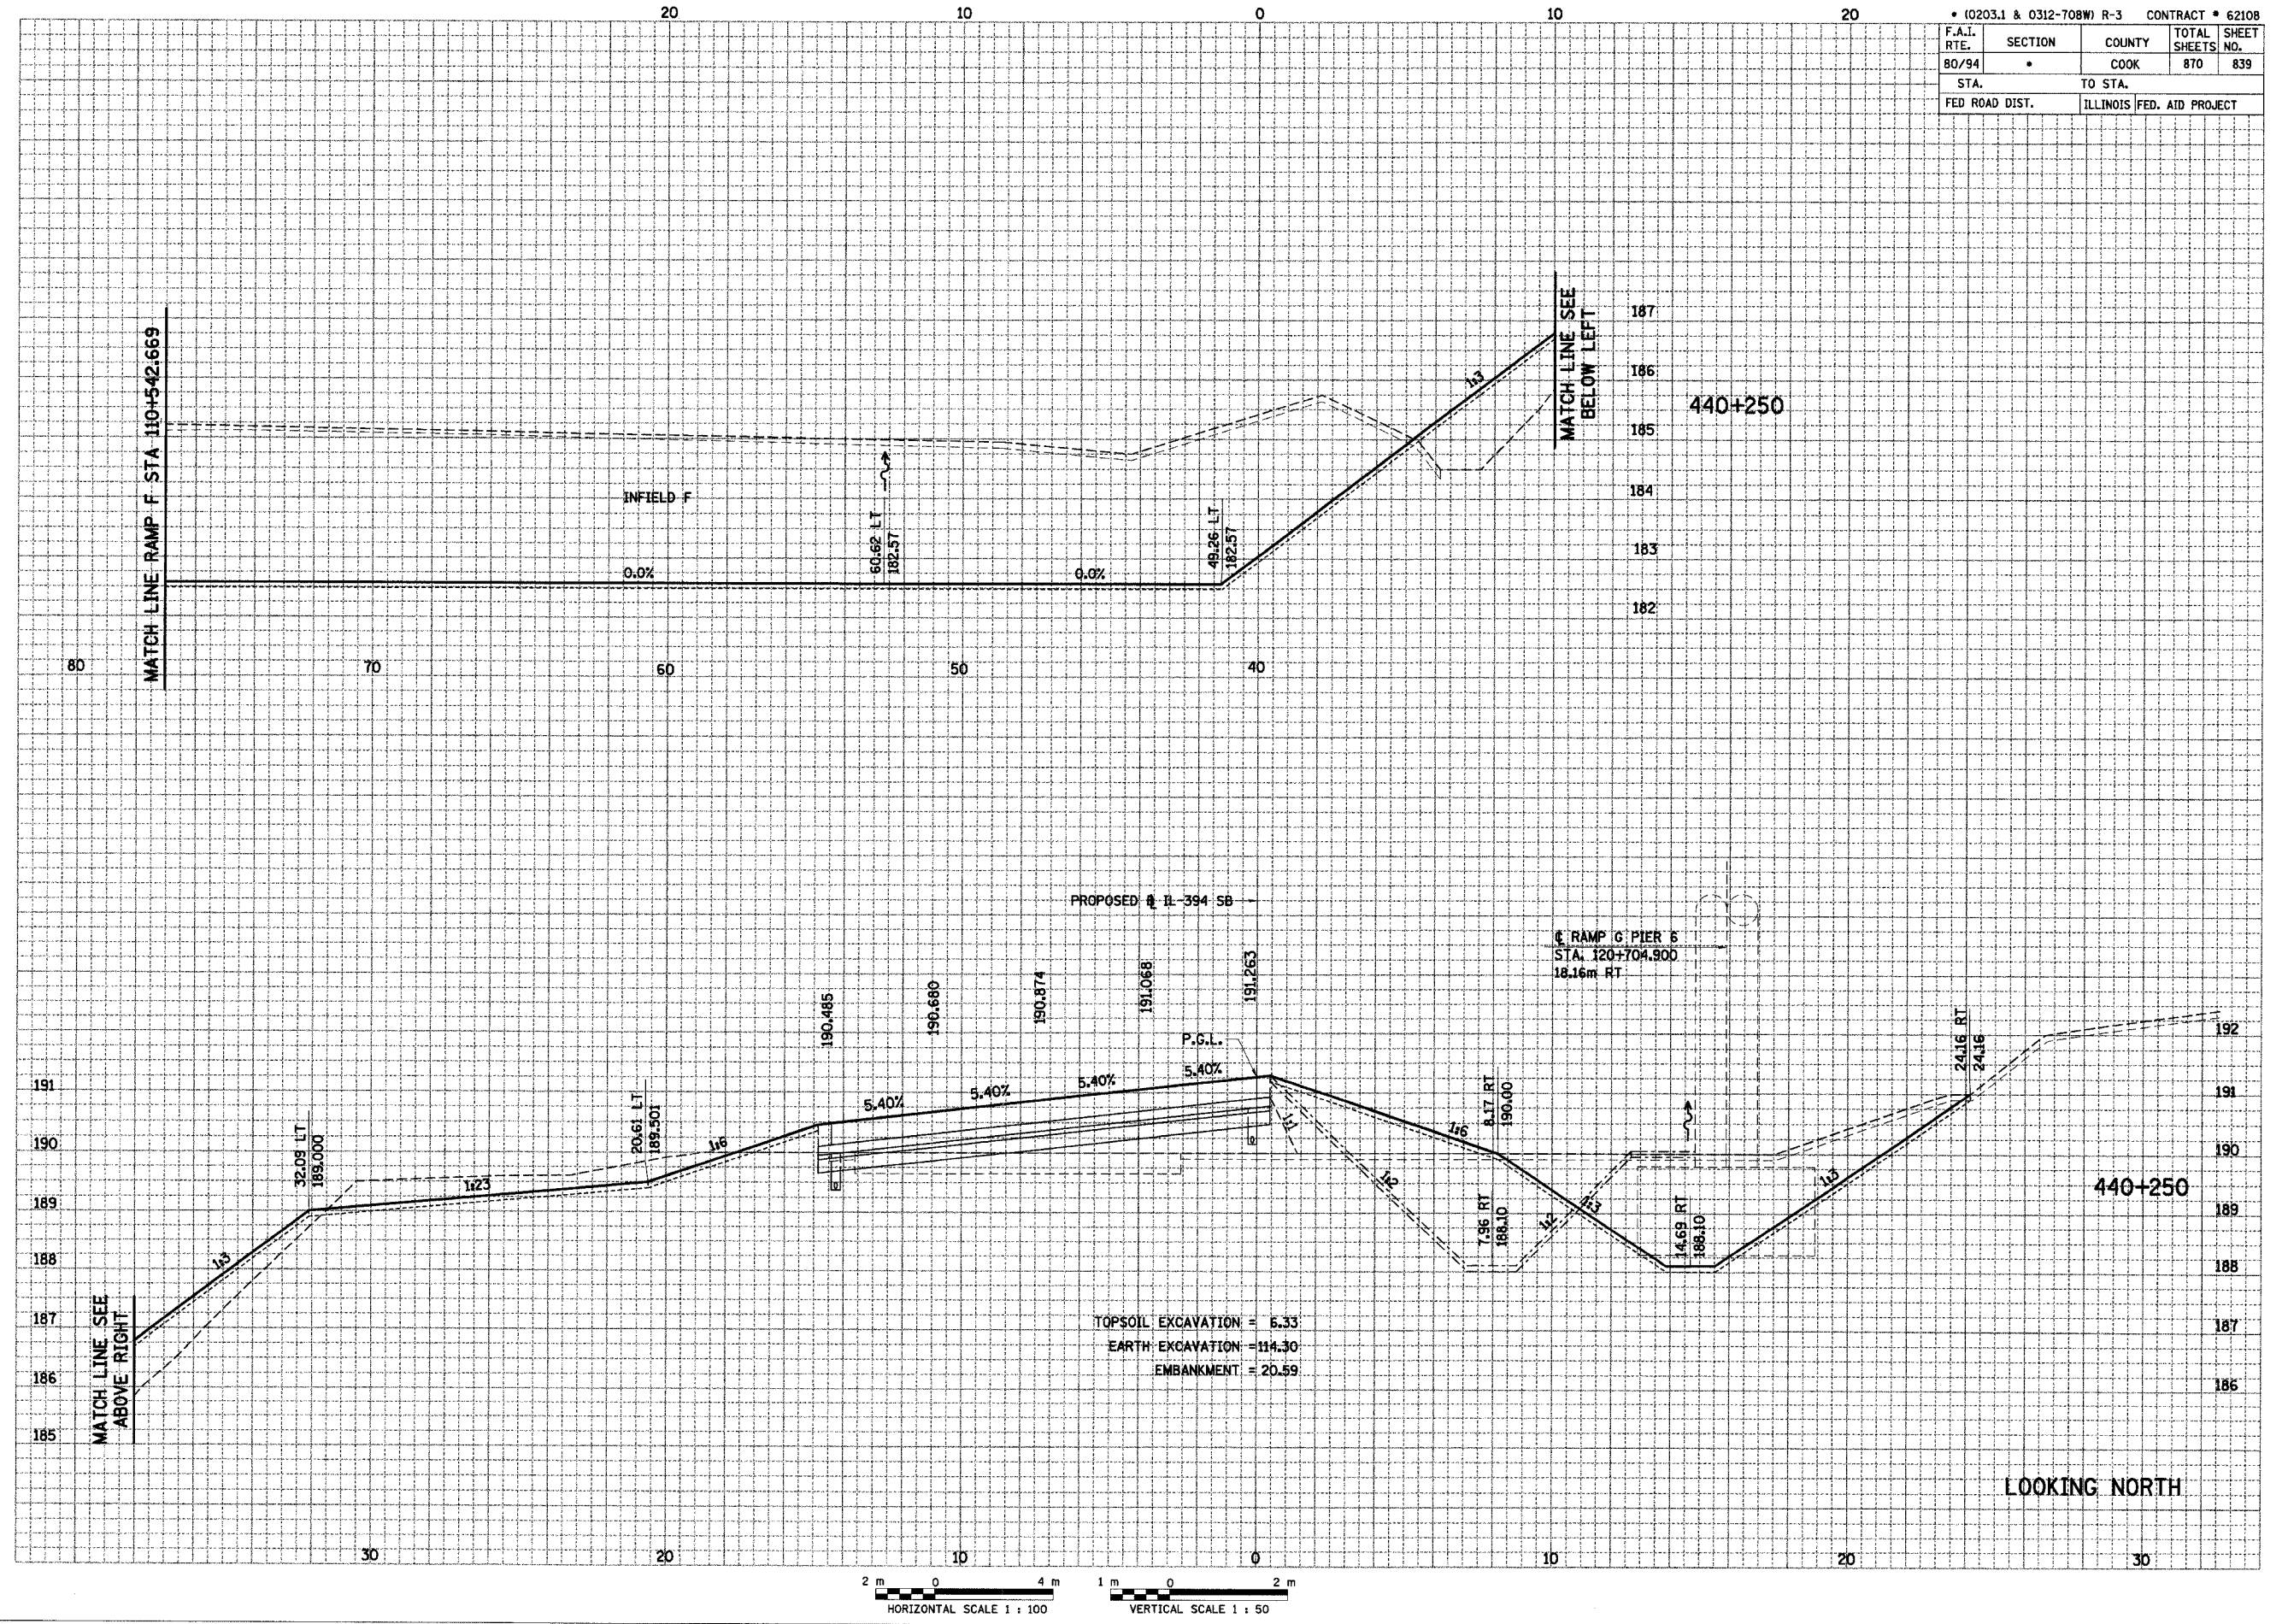 20 10 0 10 20
• (0203.1 & 0312-708W) R-3 CONTRACT • 62108
F.A.I. RTE. SECTION COUNTY TOTAL SHEETS SHEET NO.
80/94 • COOK 870 839
STA. TO STA.
FED ROAD DIST. ILLINOIS FED. AID PROJECT
MATCH LINE RAMP F STA 110+542.669
MATCH LINE SEE
BELOW LEFT
187
186
185
184
183
182
440+250
1:3
INFIELD F
60.62 LT
182.57
49.26 LT
182.57
0.0%
0.0%
80 70 60 50 40
PROPOSED ℄ IL-394 SB
℄ RAMP G PIER 6
STA. 120+704.900
18.16m RT
190.485
190.680
190.874
191.068
191.263
P.G.L.
5.40%
5.40%
5.40%
5.40%
24.16 RT
24.16
192
191
190
189
188
187
186
191
190
189
188
187
186
185
32.09 LT
189.000
20.61 LT
189.501
1:6
1:23
1:3
1:1
1:6
8.17 RT
190.00
1:2
7.96 RT
188.10
1:2
1:3
14.69 RT
188.10
1:3
440+250
MATCH LINE SEE
ABOVE RIGHT
TOPSOIL EXCAVATION = 6.33
EARTH EXCAVATION =114.30
EMBANKMENT = 20.59
LOOKING NORTH
30 20 10 0 10 20 30
2 m 0 4 m
HORIZONTAL SCALE 1 : 100
1 m 0 2 m
VERTICAL SCALE 1 : 50